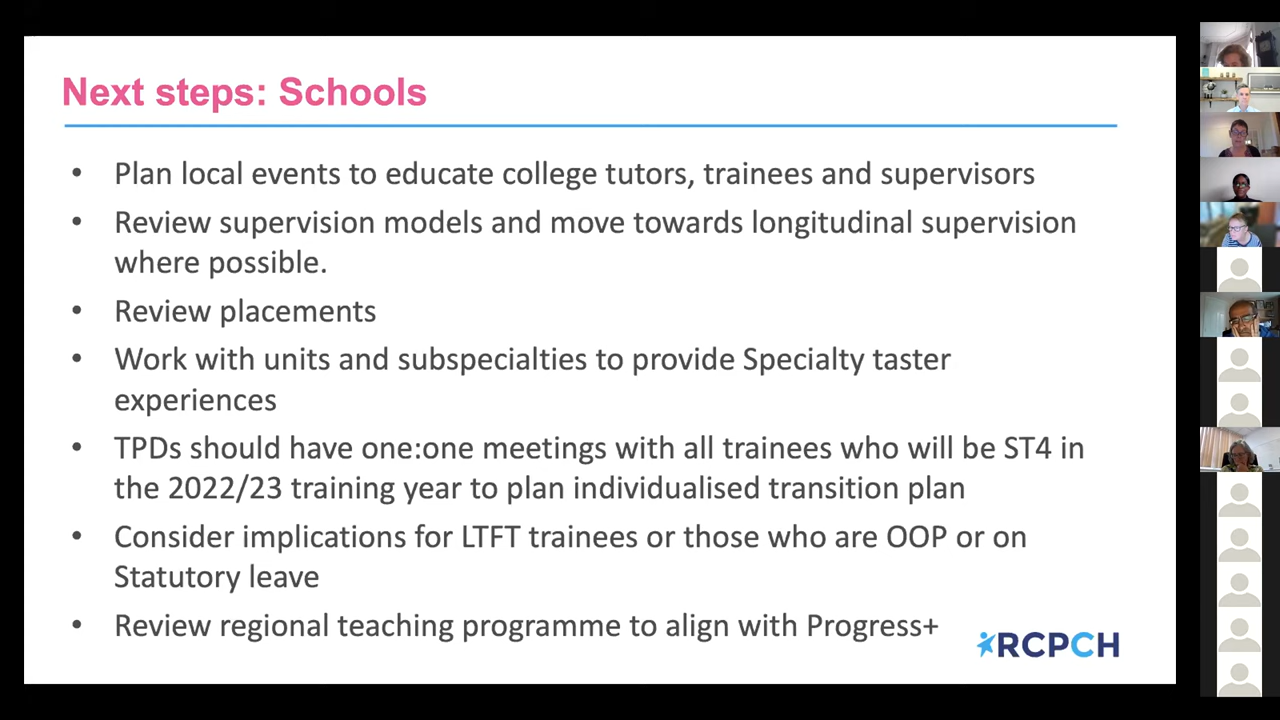 Next steps: Schools
• Plan local events to educate college tutors, trainees and supervisors
• Review supervision models and move towards longitudinal supervision
where possible.
• Review placements
• Work with units and subspecialties to provide Specialty taster
experiences
• TPDs should have one:one meetings with all trainees who will be ST4 in
the 2022/23 training year to plan individualised transition plan
• Consider implications for LTFT trainees or those who are OOP or on
Statutory leave
• Review regional teaching programme to align with Progress+
RCPCH